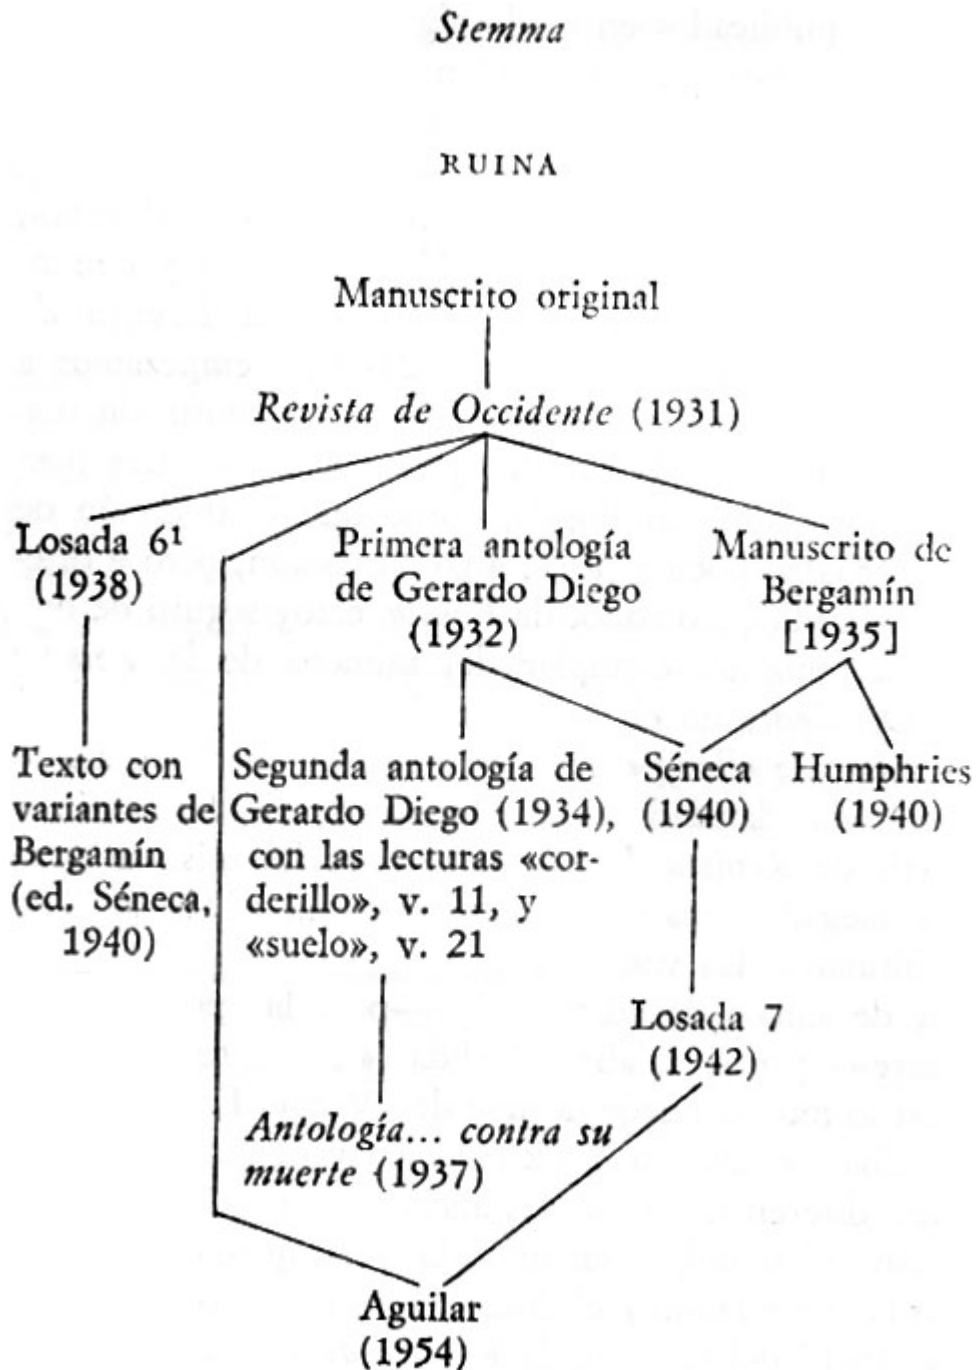 Stemma
RUINA
Manuscrito original
Revista de Occidente (1931)
Losada 6¹
(1938)
Primera antología
de Gerardo Diego
(1932)
Manuscrito de
Bergamín
[1935]
Texto con
variantes de
Bergamín
(ed. Séneca,
1940)
Segunda antología de
Gerardo Diego (1934),
con las lecturas «cor-
derillo», v. 11, y
«suelo», v. 21
Séneca
(1940)
Humphries
(1940)
Losada 7
(1942)
Antología... contra su
muerte (1937)
Aguilar
(1954)